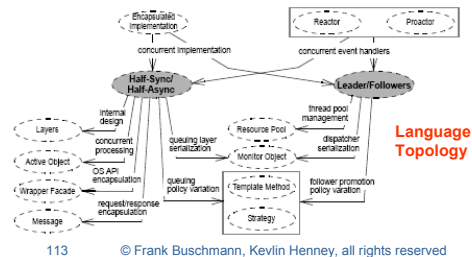 Encapsulated
Implementation
Reactor
Proactor
concurrent implementation
concurrent event handlers
Half-Sync/
Half-Async
Leader/Followers
internal
design
thread pool
management
Layers
concurrent
processing
queuing layer
serialization
Resource Pool
dispatcher
serialization
Language
Topology
Active Object
OS API
encapsulation
Monitor Object
queuing
policy variation
follower promotion
policy varation
Wrapper Facade
request/response
encapsulation
Template Method
Message
Strategy
113 © Frank Buschmann, Kevlin Henney, all rights reserved